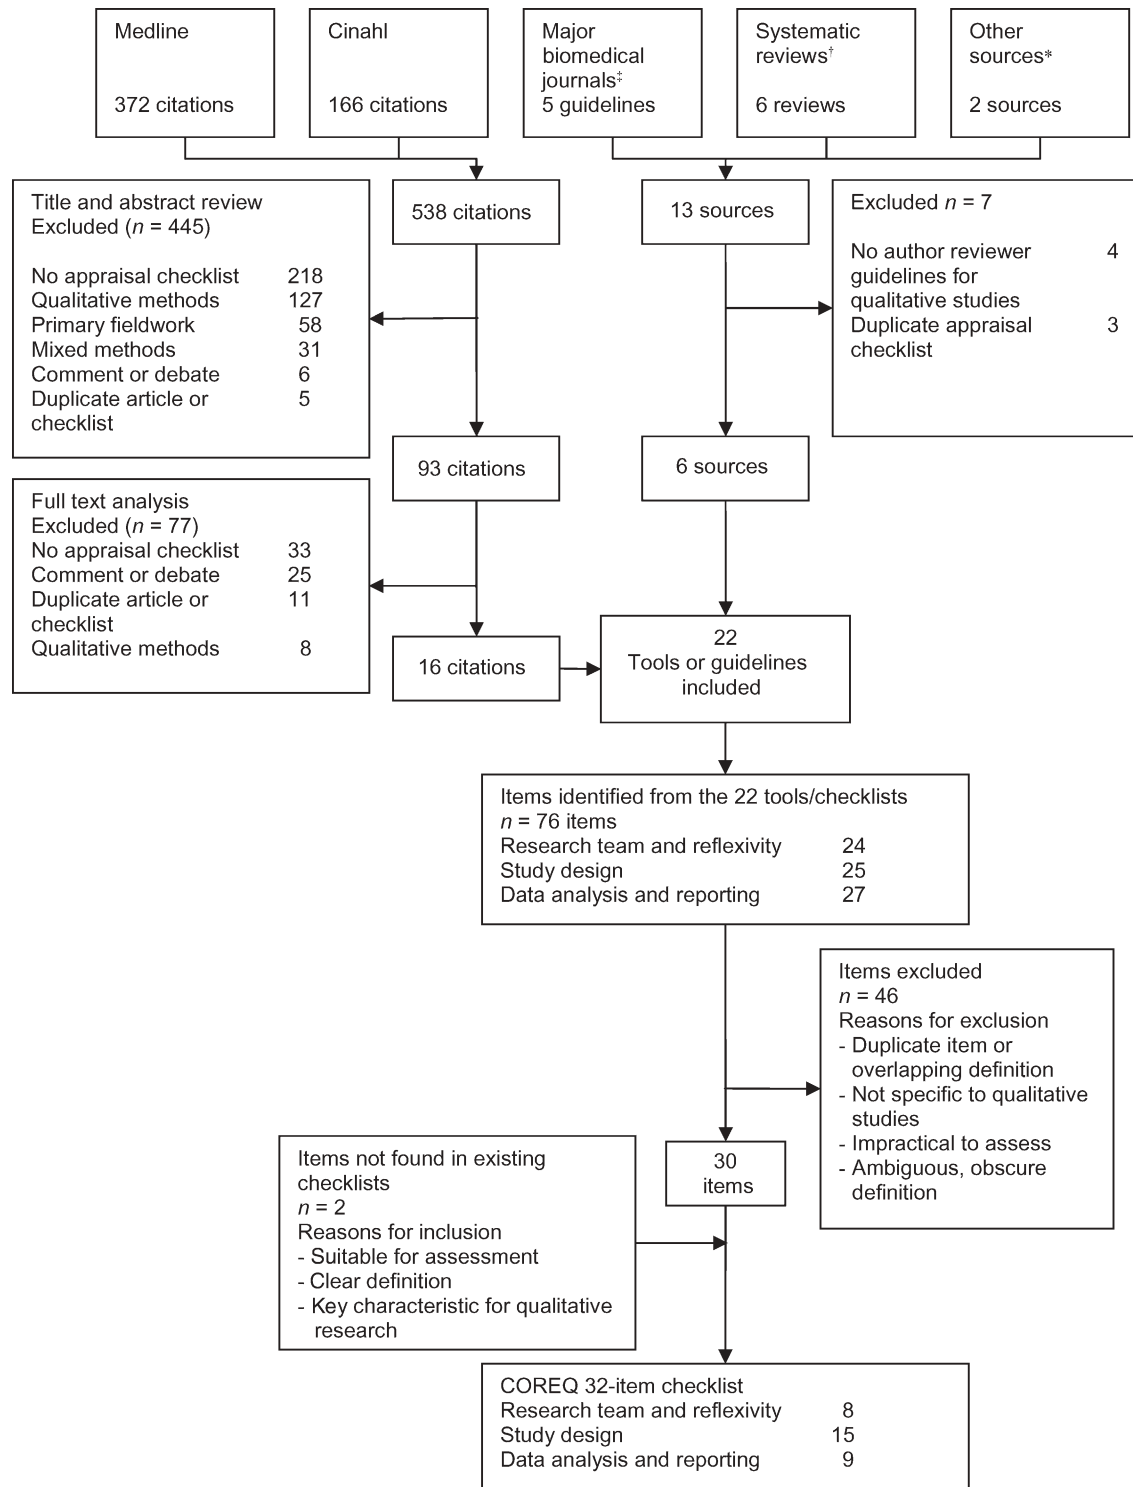 Medline
372 citations
Cinahl
166 citations
Major
biomedical
journals‡
5 guidelines
Systematic
reviews†
6 reviews
Other
sources*
2 sources
Title and abstract review
Excluded (n = 445)
No appraisal checklist 218
Qualitative methods 127
Primary fieldwork 58
Mixed methods 31
Comment or debate 6
Duplicate article or 5
checklist
538 citations
13 sources
Excluded n = 7
No author reviewer 4
guidelines for
qualitative studies
Duplicate appraisal 3
checklist
93 citations
6 sources
Full text analysis
Excluded (n = 77)
No appraisal checklist 33
Comment or debate 25
Duplicate article or 11
checklist
Qualitative methods 8
16 citations
22
Tools or guidelines
included
Items identified from the 22 tools/checklists
n = 76 items
Research team and reflexivity 24
Study design 25
Data analysis and reporting 27
Items excluded
n = 46
Reasons for exclusion
- Duplicate item or
overlapping definition
- Not specific to qualitative
studies
- Impractical to assess
- Ambiguous, obscure
definition
30
items
Items not found in existing
checklists
n = 2
Reasons for inclusion
- Suitable for assessment
- Clear definition
- Key characteristic for qualitative
research
COREQ 32-item checklist
Research team and reflexivity 8
Study design 15
Data analysis and reporting 9